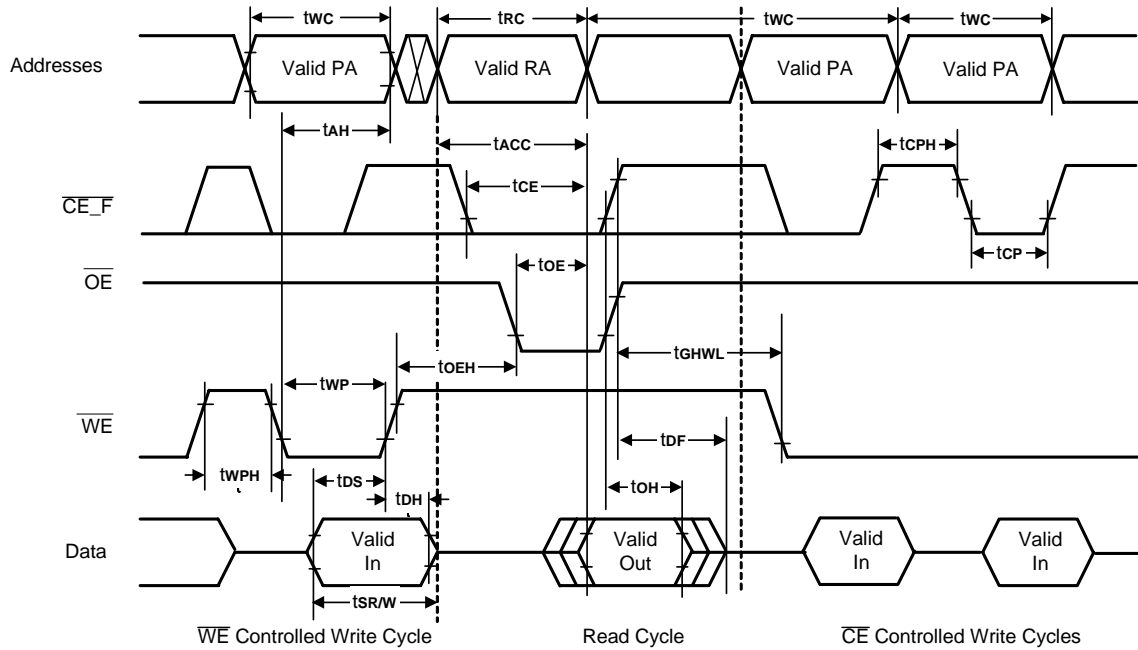 tWC tRC tWC tWC
Addresses Valid PA Valid RA Valid PA Valid PA
tAH tACC tCPH
CE_F tCE
tCP
OE tOE
tOEH tGHWL
tWP
WE
tWPH tDS tDF
tDH tOH
Data Valid In Valid Out Valid In Valid In
tSR/W
WE Controlled Write Cycle Read Cycle CE Controlled Write Cycles